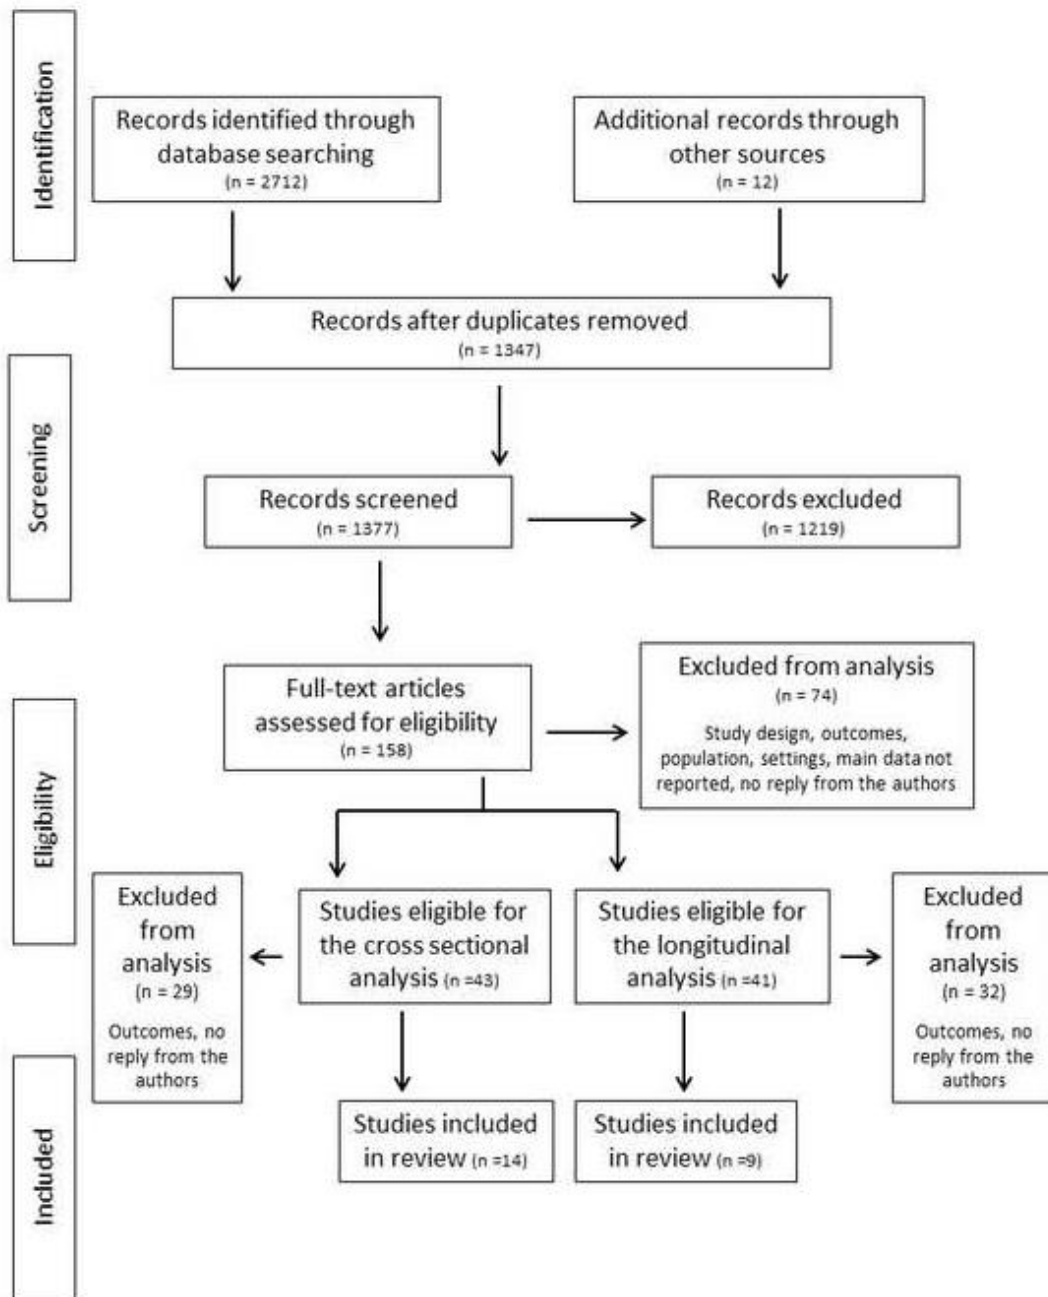 Identification
Records identified through
database searching
(n = 2712)
Additional records through
other sources
(n = 12)
Records after duplicates removed
(n = 1347)
Screening
Records screened
(n = 1377)
Records excluded
(n = 1219)
Eligibility
Full-text articles
assessed for eligibility
(n = 158)
Excluded from analysis
(n = 74)
Study design, outcomes,
population, settings, main data not
reported, no reply from the authors
Excluded
from
analysis
(n = 29)
Outcomes, no
reply from the
authors
Studies eligible for
the cross sectional
analysis (n =43)
Studies eligible for
the longitudinal
analysis (n =41)
Excluded
from
analysis
(n = 32)
Outcomes, no
reply from the
authors
Included
Studies included
in review (n =14)
Studies included
in review (n =9)